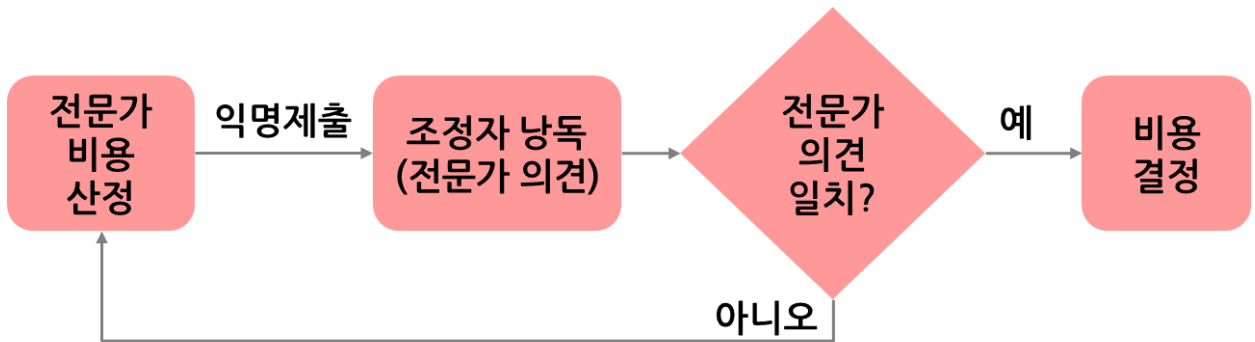 전문가
비용
산정
익명제출
조정자 낭독
(전문가 의견)
전문가
의견
일치?
예
비용
결정
아니오